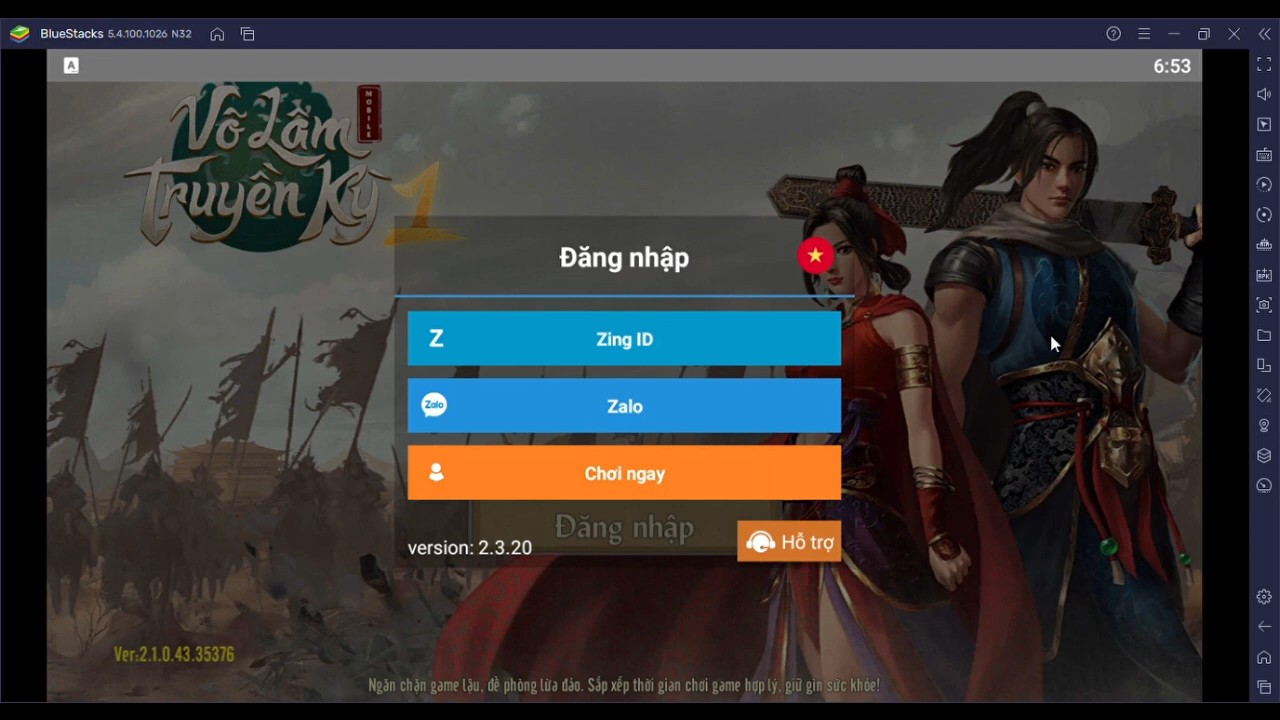 BlueStacks 5.4.100.1026 N32
A
6:53
Võ Lâm
MOBILE
Truyền Kỳ 1
Đăng nhập
Z Zing ID
Zalo Zalo
Chơi ngay
Đăng nhập
version: 2.3.20
Hỗ trợ
Ver:2.1.0.43.35376
Ngăn chặn game lậu, đề phòng lừa đảo. Sắp xếp thời gian chơi game hợp lý, giữ gìn sức khỏe!